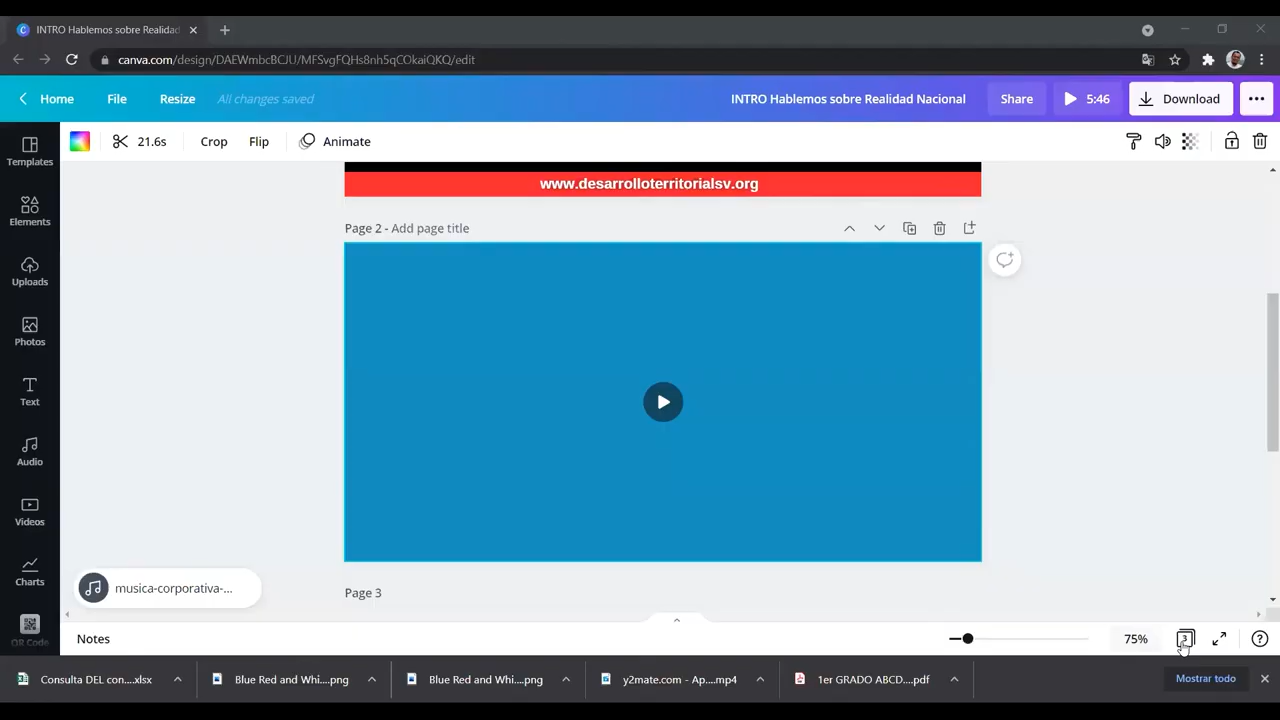 INTRO Hablemos sobre Realidad
canva.com/design/DAEWmbcBCJU/MFSvgFQHs8nh5qCOkaiQKQ/edit
Home
File
Resize
All changes saved
INTRO Hablemos sobre Realidad Nacional
Share
5:46
Download
21.6s
Crop
Flip
Animate
Templates
Elements
Uploads
Photos
Text
Audio
Videos
Charts
QR Code
www.desarrolloterritorialsv.org
Page 2 - Add page title
musica-corporativa-...
Page 3
Notes
75%
3
Consulta DEL con....xlsx
Blue Red and Whi....png
Blue Red and Whi....png
y2mate.com - Ap....mp4
1er GRADO ABCD....pdf
Mostrar todo